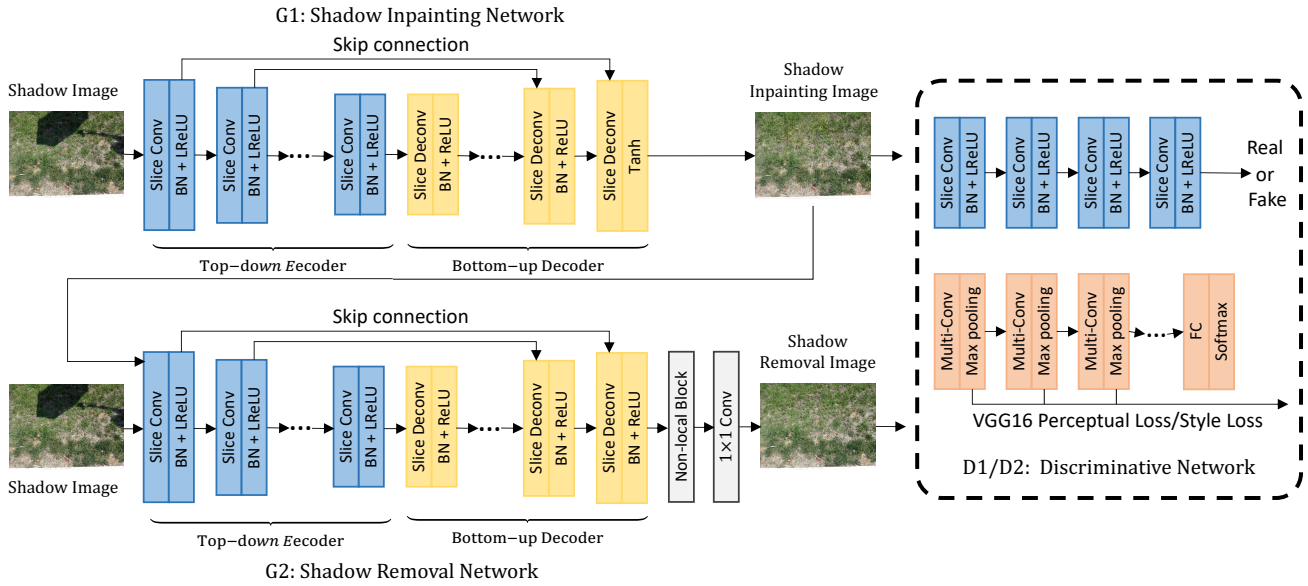 G1: Shadow Inpainting Network
Skip connection
Shadow Image
Slice Conv
BN + LReLU
Slice Conv
BN + LReLU
Slice Conv
BN + LReLU
Slice Deconv
BN + ReLU
Slice Deconv
BN + ReLU
Slice Deconv
Tanh
Shadow
Inpainting Image
Top−down Eecoder
Bottom−up Decoder
Skip connection
Slice Conv
BN + LReLU
Slice Conv
BN + LReLU
Slice Conv
BN + LReLU
Slice Deconv
BN + ReLU
Slice Deconv
BN + ReLU
Slice Deconv
BN + ReLU
Non-local Block
1×1 Conv
Shadow
Removal Image
Shadow Image
Top−down Eecoder
Bottom−up Decoder
G2: Shadow Removal Network
Slice Conv
BN + LReLU
Slice Conv
BN + LReLU
Slice Conv
BN + LReLU
Slice Conv
BN + LReLU
Real
or
Fake
Multi-Conv
Max pooling
Multi-Conv
Max pooling
Multi-Conv
Max pooling
FC
Softmax
VGG16 Perceptual Loss/Style Loss
D1/D2: Discriminative Network